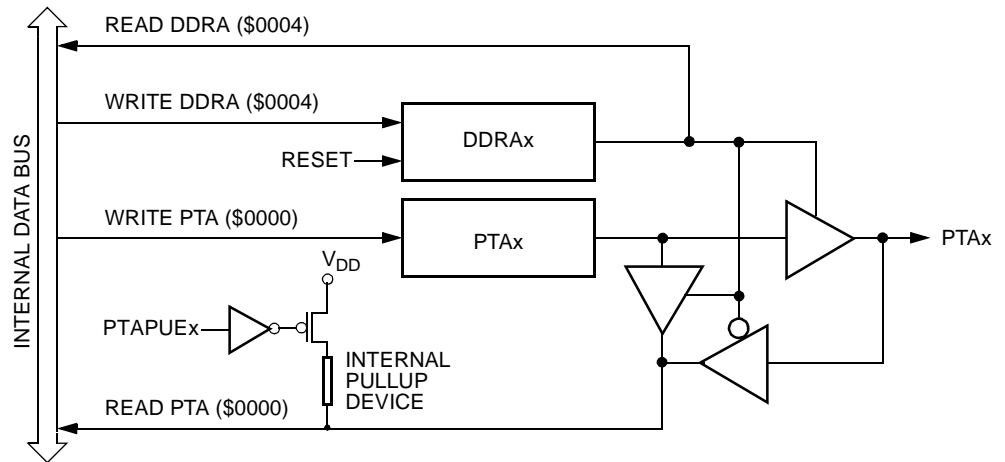 READ DDRA ($0004)
WRITE DDRA ($0004)
DDRAx
RESET
WRITE PTA ($0000)
PTAx
PTAx
VDD
PTAPUEx
INTERNAL
PULLUP
DEVICE
READ PTA ($0000)
INTERNAL DATA BUS